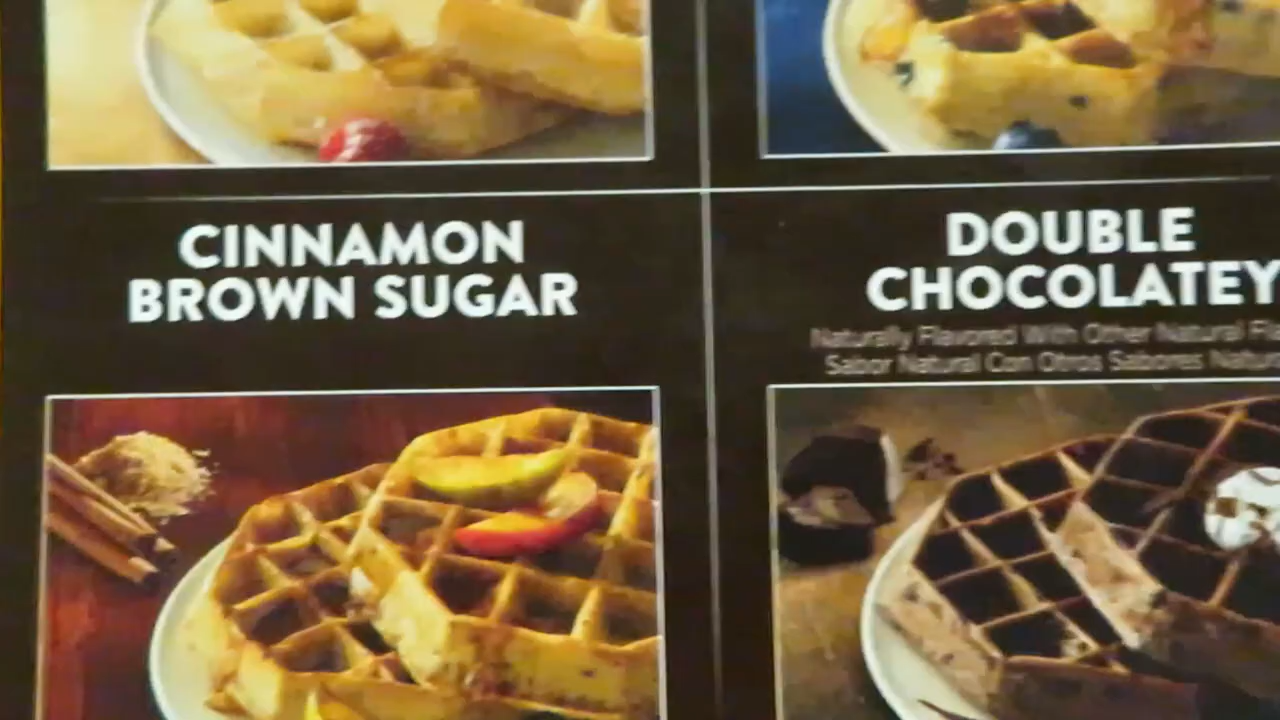 CINNAMON
BROWN SUGAR
DOUBLE
CHOCOLATEY
Naturally Flavored With Other Natural
Sabor Natural Con Otros Sabores